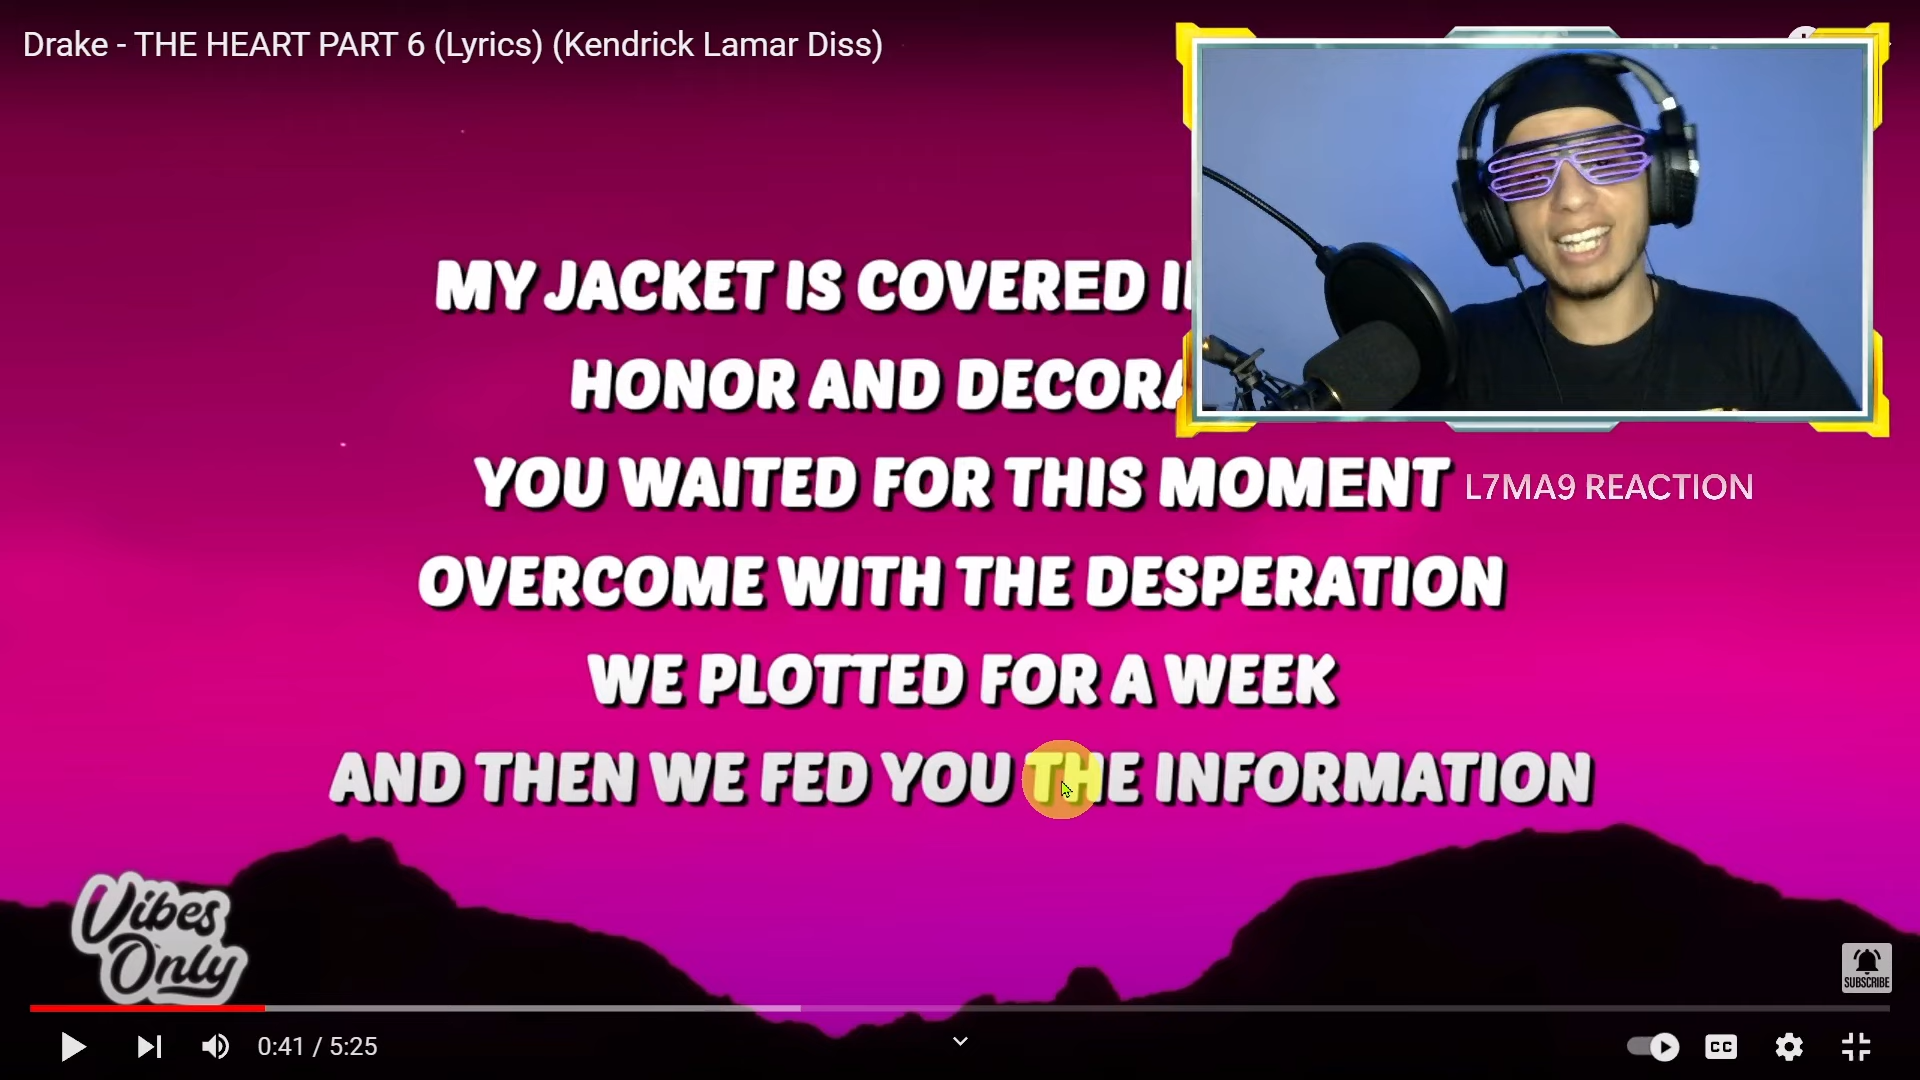 Drake - THE HEART PART 6 (Lyrics) (Kendrick Lamar Diss)
MY JACKET IS COVERED
HONOR AND
YOU WAITED FOR THIS MOMENT
L7MA9 REACTION
OVERCOME WITH THE DESPERATION
WE PLOTTED FOR A WEEK
AND THEN WE FED YOU THE INFORMATION
Vibes
Only
SUBSCRIBE
0:41 / 5:25
CC